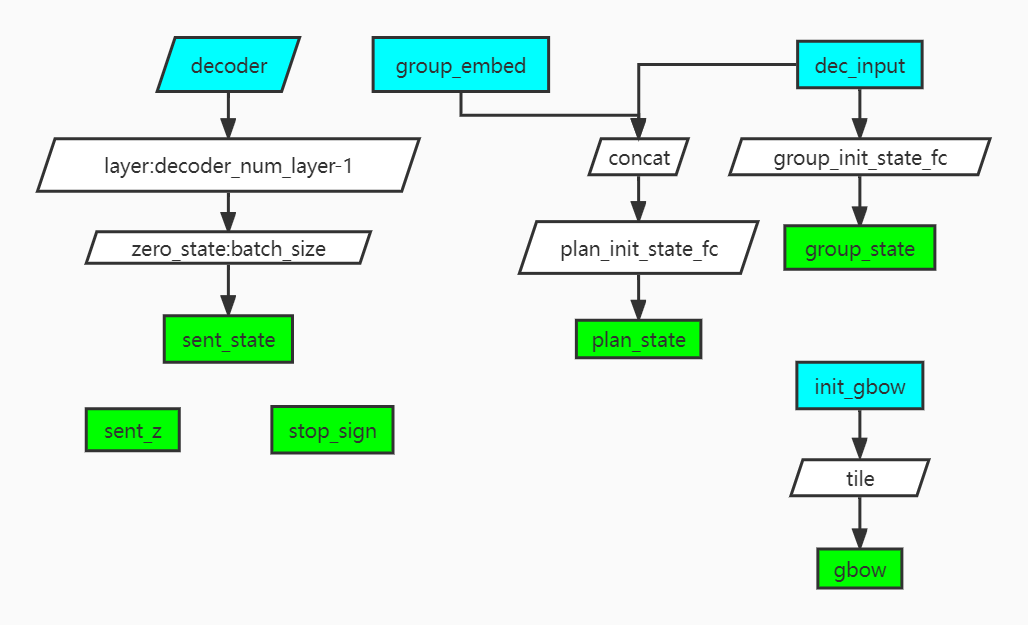 decoder
group_embed
dec_input
layer:decoder_num_layer-1
concat
group_init_state_fc
zero_state:batch_size
plan_init_state_fc
group_state
sent_state
plan_state
init_gbow
sent_z
stop_sign
tile
gbow